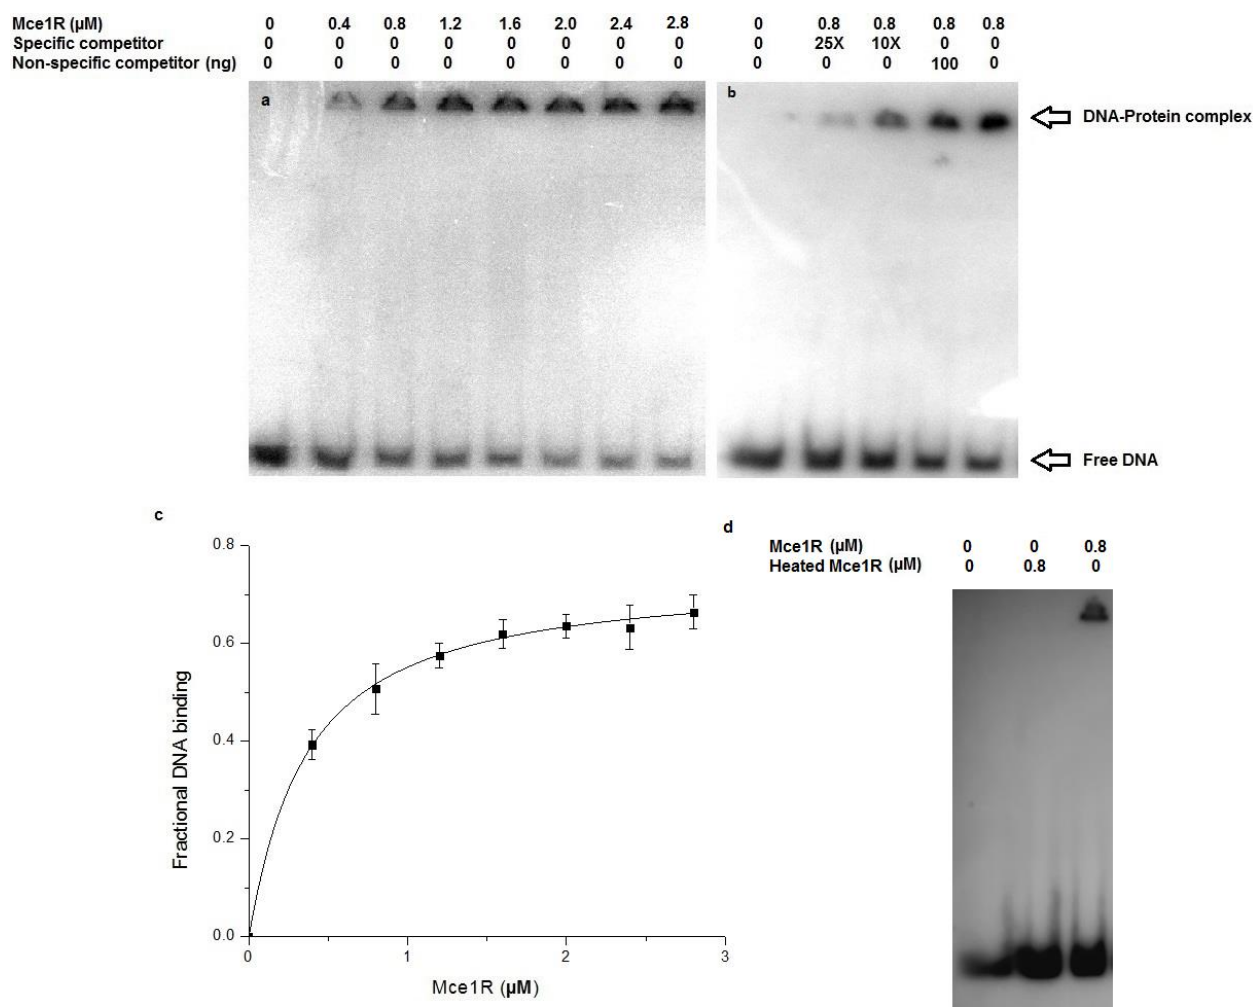 Mce1R (µM) 0 0.4 0.8 1.2 1.6 2.0 2.4 2.8 0 0.8 0.8 0.8 0.8
Specific competitor 0 0 0 0 0 0 0 0 0 25X 10X 0 0
Non-specific competitor (ng) 0 0 0 0 0 0 0 0 0 0 0 100 0
a
b
DNA-Protein complex
Free DNA
c
0.8
0.6
0.4
0.2
0.0
0 1 2 3
Fractional DNA binding
Mce1R (µM)
d
Mce1R (µM) 0 0 0.8
Heated Mce1R (µM) 0 0.8 0